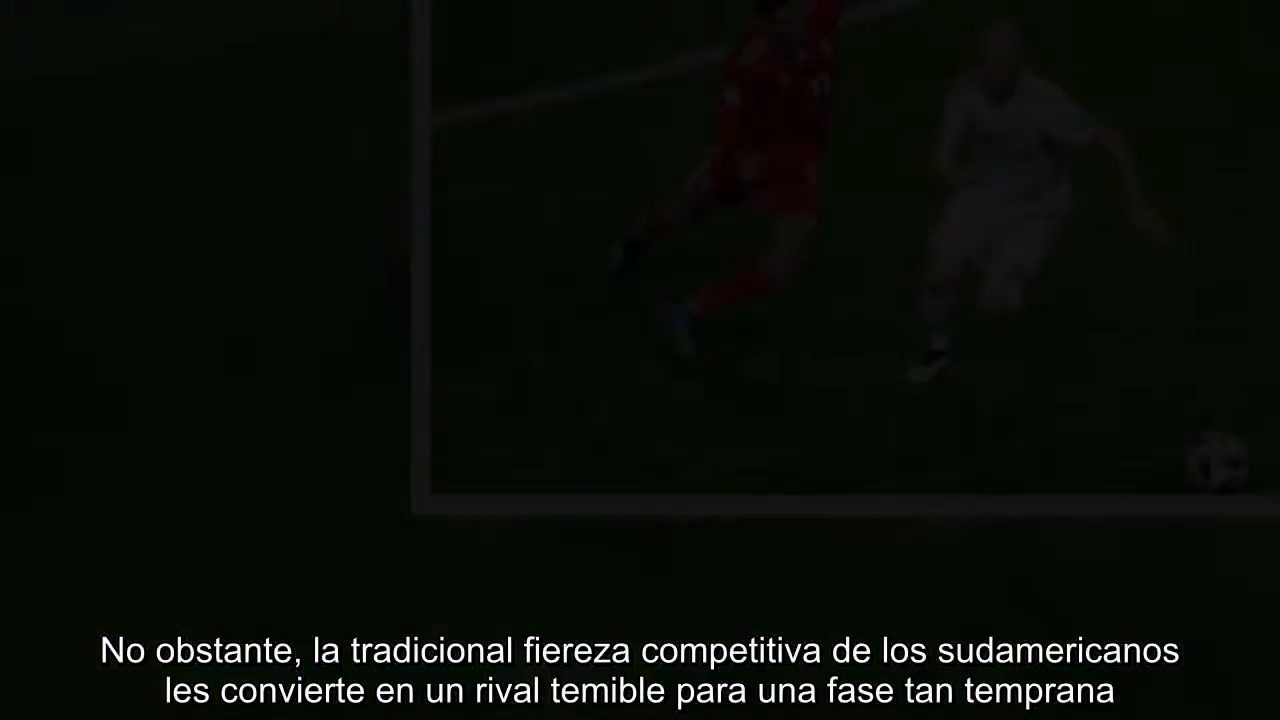 No obstante, la tradicional fiereza competitiva de los sudamericanos
les convierte en un rival temible para una fase tan temprana